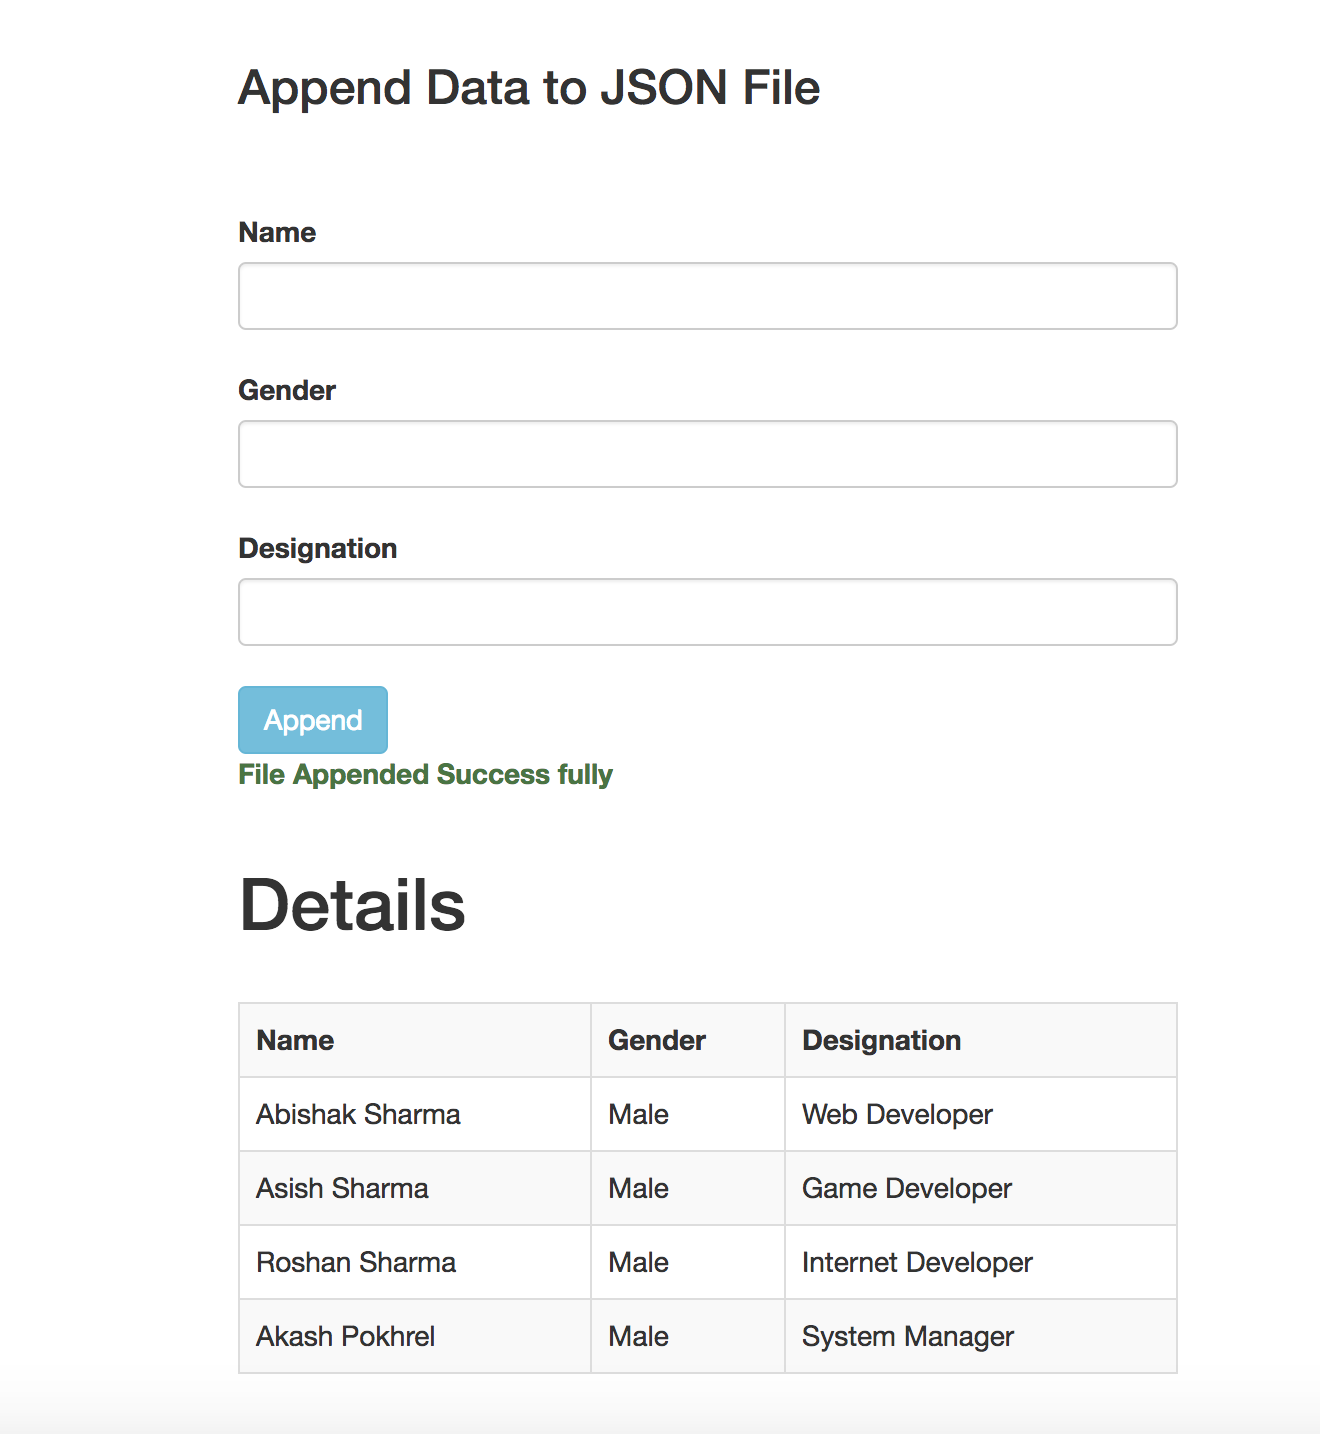 Append Data to JSON File
Name
Gender
Designation
Append
File Appended Success fully
Details
Name Gender Designation
Abishak Sharma Male Web Developer
Asish Sharma Male Game Developer
Roshan Sharma Male Internet Developer
Akash Pokhrel Male System Manager